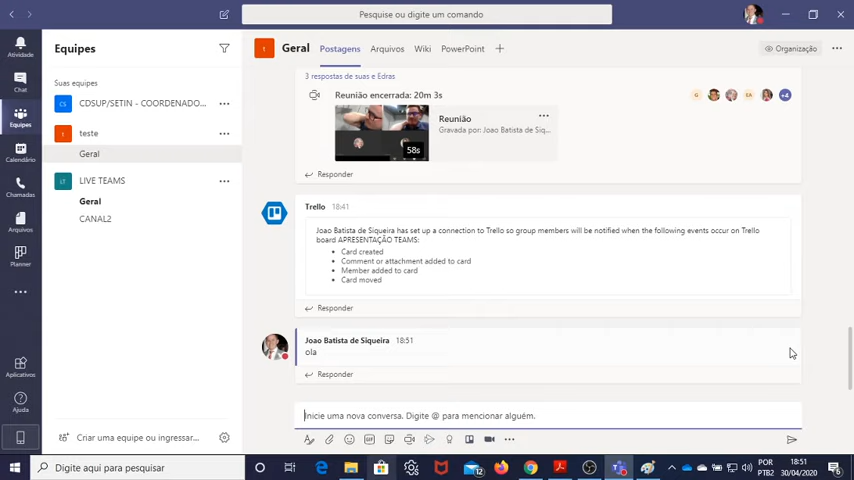 Pesquise ou digite um comando
Atividade
Chat
Equipes
Calendário
Chamadas
Arquivos
Planner
Aplicativos
Ajuda
Equipes
Suas equipes
CS
CDSUP/SETIN - COORDENADO...
t
teste
Geral
LT
LIVE TEAMS
Geral
CANAL2
Criar uma equipe ou ingressar...
t
Geral
Postagens
Arquivos
Wiki
PowerPoint
Organização
3 respostas de suas e Edras
Reunião encerrada: 20m 3s
G
EA
+4
Reunião
Gravada por: Joao Batista de Siq...
58s
Responder
Trello
18:41
Joao Batista de Siqueira has set up a connection to Trello so group members will be notified when the following events occur on Trello
board APRESENTAÇÃO TEAMS:
Card created
Comment or attachment added to card
Member added to card
Card moved
Responder
Joao Batista de Siqueira
18:51
ola
Responder
Inicie uma nova conversa. Digite @ para mencionar alguém.
GIF
Digite aqui para pesquisar
12
POR
PTB2
18:51
30/04/2020